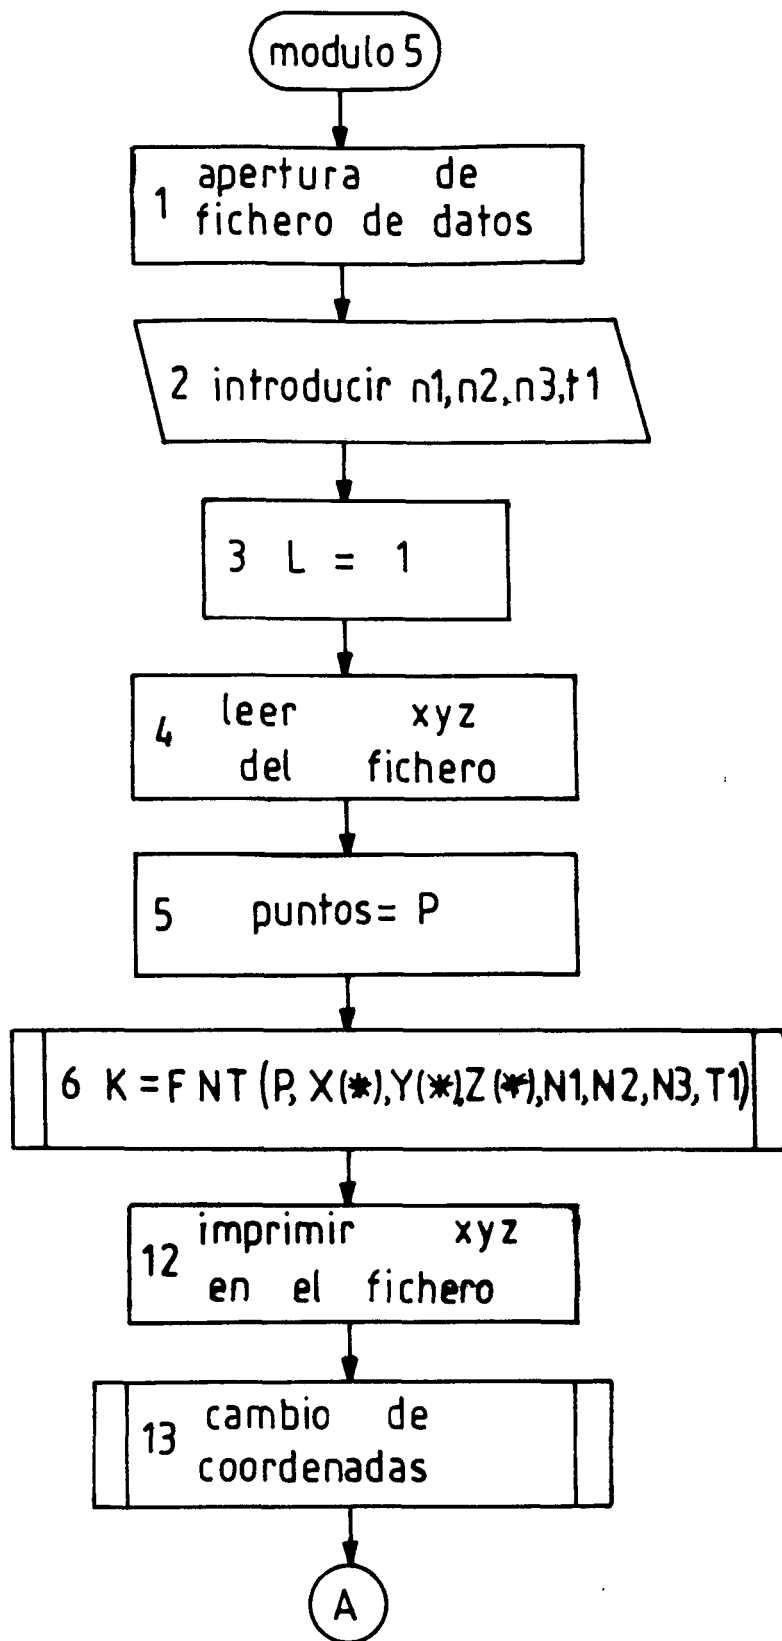 modulo 5
1 apertura de
fichero de datos
2 introducir n1,n2,n3,t1
3 L = 1
4 leer xyz
del fichero
5 puntos= P
6 K = FNT (P, X(*),Y(*),Z(*),N1,N2,N3,T1)
12 imprimir xyz
en el fichero
13 cambio de
coordenadas
A